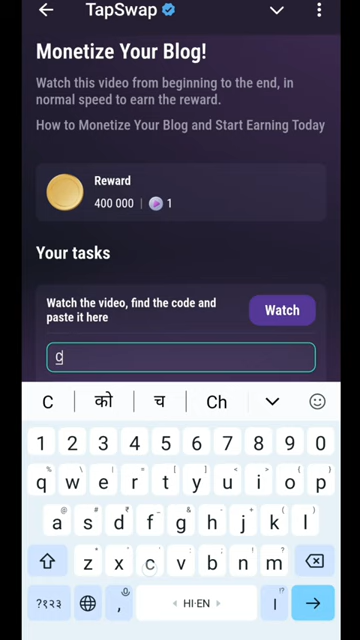 TapSwap
Monetize Your Blog!
Watch this video from beginning to the end, in
normal speed to earn the reward.
How to Monetize Your Blog and Start Earning Today
Reward
400 000 | 1
Your tasks
Watch the video, find the code and
paste it here
Watch
c
C को च Ch
1 2 3 4 5 6 7 8 9 0
q w e r t y u i o p
a s d f g h j k l
z x c v b n m
?१२३ , HI·EN ।